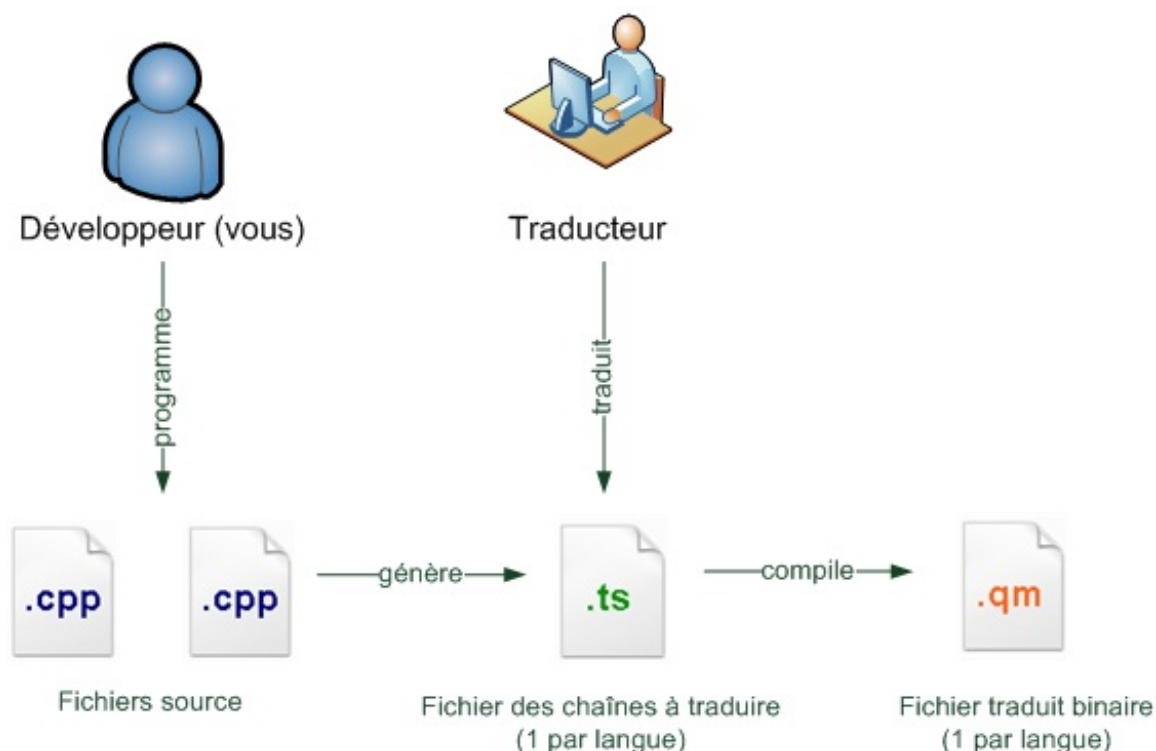 Développeur (vous)
Traducteur
programme
traduit
.cpp
.cpp
génère
.ts
compile
.qm
Fichiers source
Fichier des chaînes à traduire
(1 par langue)
Fichier traduit binaire
(1 par langue)